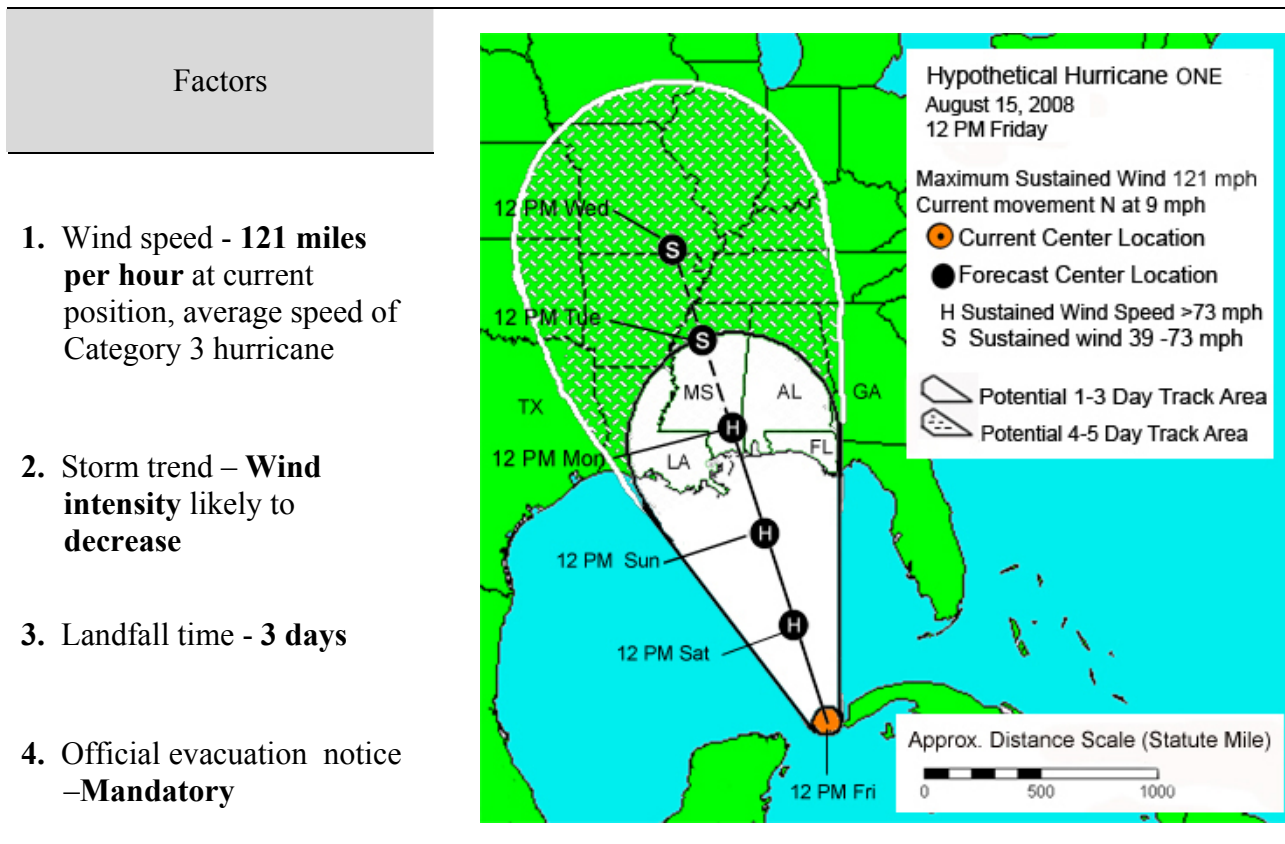 Factors
1. Wind speed - 121 miles
per hour at current
position, average speed of
Category 3 hurricane
2. Storm trend – Wind
intensity likely to
decrease
3. Landfall time - 3 days
4. Official evacuation notice
–Mandatory
Hypothetical Hurricane ONE
August 15, 2008
12 PM Friday
Maximum Sustained Wind 121 mph
Current movement N at 9 mph
Current Center Location
Forecast Center Location
H Sustained Wind Speed >73 mph
S Sustained wind 39 -73 mph
Potential 1-3 Day Track Area
Potential 4-5 Day Track Area
12 PM Wed
S
12 PM Tue
S
MS
AL
GA
TX
H
12 PM Mon
LA
FL
H
12 PM Sun
H
12 PM Sat
12 PM Fri
Approx. Distance Scale (Statute Mile)
0 500 1000